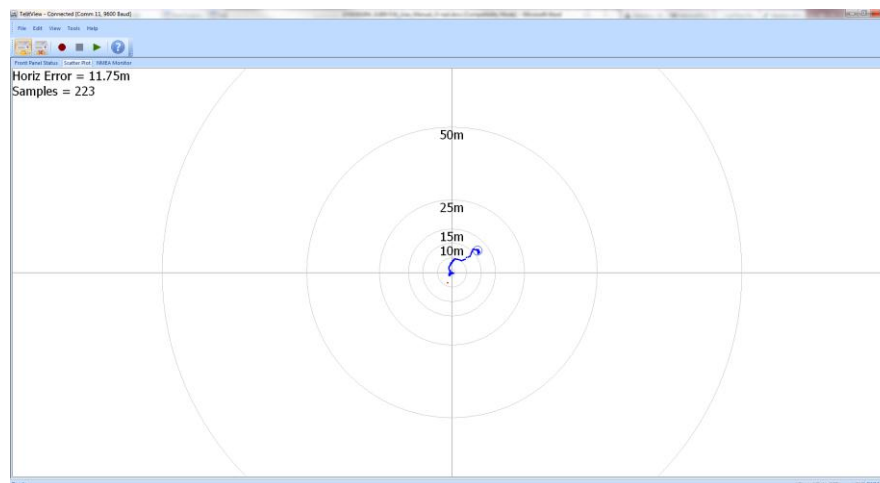 TelitView - Connected [Comm 11, 9600 Baud]
File Edit View Tools Help
Front Panel Status Scatter Plot NMEA Monitor
Horiz Error = 11.75m
Samples = 223
50m
25m
15m
10m